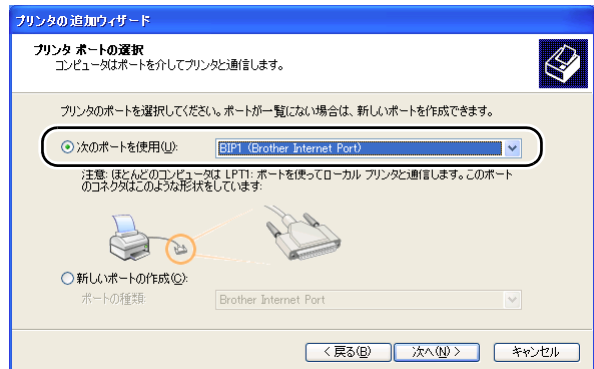 プリンタの追加ウィザード
プリンタ ポートの選択
コンピュータはポートを介してプリンタと通信します。
プリンタのポートを選択してください。ポートが一覧にない場合は、新しいポートを作成できます。
次のポートを使用(U): BIP1 (Brother Internet Port)
注意: ほとんどのコンピュータは LPT1: ポートを使ってローカル プリンタと通信します。このポート
のコネクタはこのような形状をしています:
新しいポートの作成(C):
ポートの種類: Brother Internet Port
< 戻る(B) 次へ(N) > キャンセル